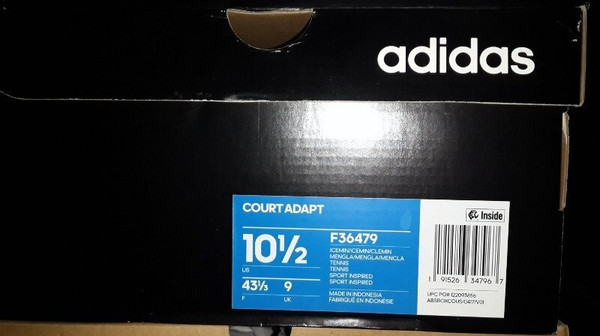 adidas
COURTADAPT
10½
US
43⅓ 9
F UK
F36479
ICEMIN/CEMIN/CLEMIN
MENGLA/MENGLA/MENCLA
TENNIS
TENNIS
SPORT INSPIRED
SPORT INSPIRED
MADE IN INDONESIA
FABRIQUÉ EN INDONÉSIE
Inside
1 91526 34796 7